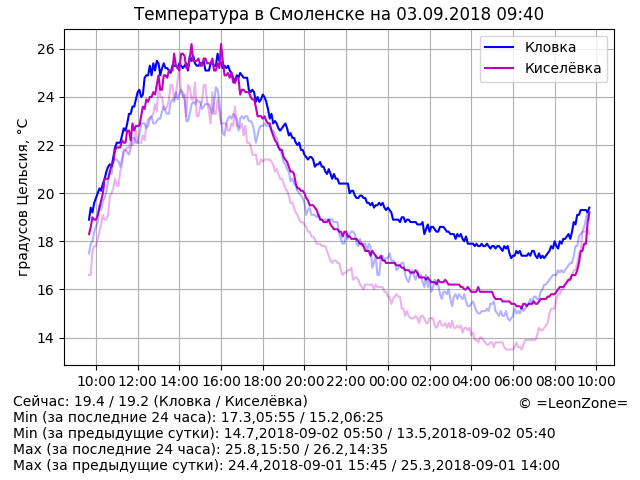 Температура в Смоленске на 03.09.2018 09:40
градусов Цельсия, °C
26
24
22
20
18
16
14
Кловка
Киселёвка
10:00 12:00 14:00 16:00 18:00 20:00 22:00 00:00 02:00 04:00 06:00 08:00 10:00
Сейчас: 19.4 / 19.2 (Кловка / Киселёвка)
© =LeonZone=
Min (за последние 24 часа): 17.3,05:55 / 15.2,06:25
Min (за предыдущие сутки): 14.7,2018-09-02 05:50 / 13.5,2018-09-02 05:40
Max (за последние 24 часа): 25.8,15:50 / 26.2,14:35
Max (за предыдущие сутки): 24.4,2018-09-01 15:45 / 25.3,2018-09-01 14:00